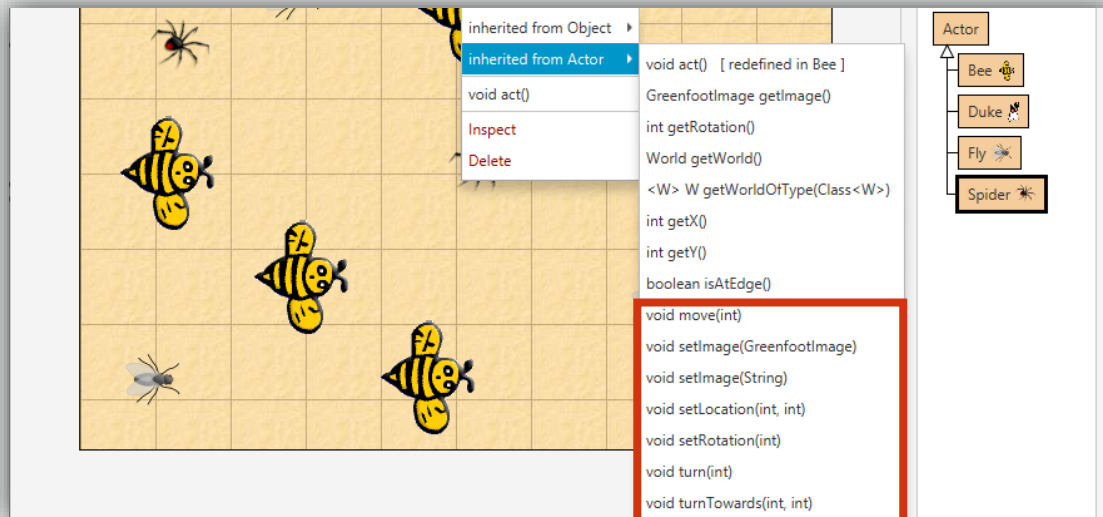 inherited from Object
inherited from Actor
void act()
Inspect
Delete
void act() [ redefined in Bee ]
GreenfootImage getImage()
int getRotation()
World getWorld()
<W> W getWorldOfType(Class<W>)
int getX()
int getY()
boolean isAtEdge()
void move(int)
void setImage(GreenfootImage)
void setImage(String)
void setLocation(int, int)
void setRotation(int)
void turn(int)
void turnTowards(int, int)
Actor
Bee
Duke
Fly
Spider